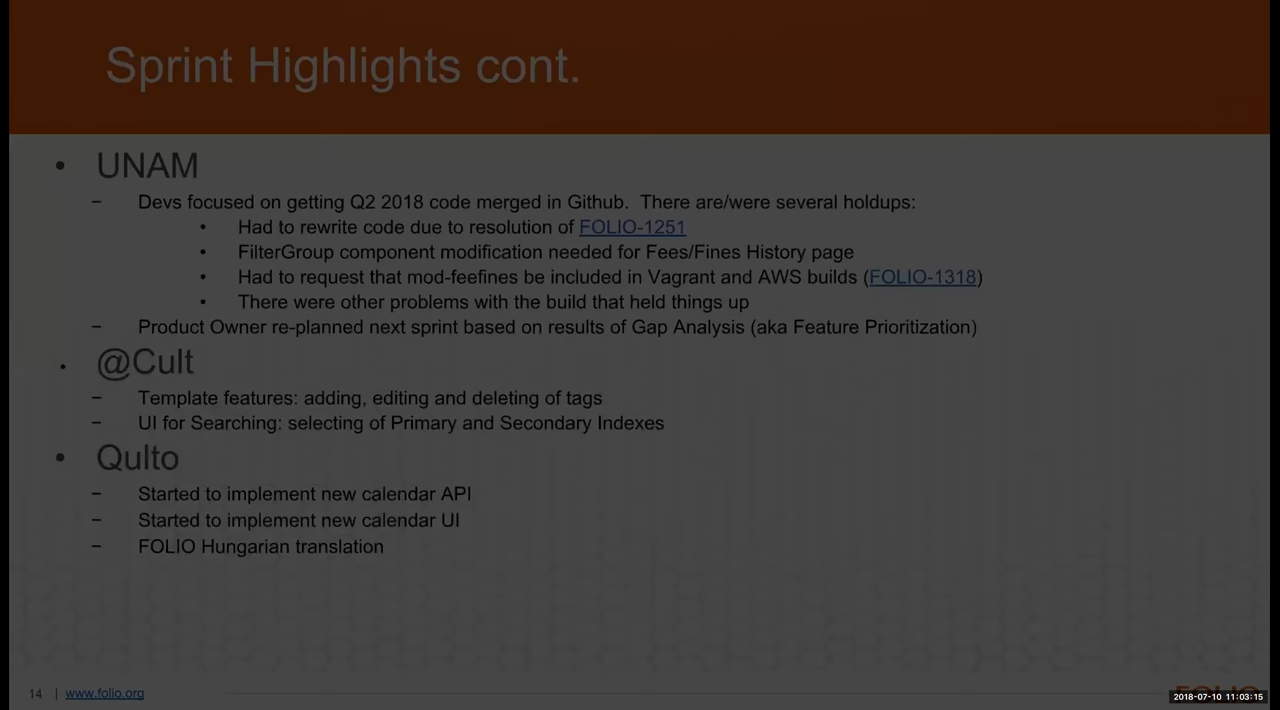 Sprint Highlights cont.
• UNAM
– Devs focused on getting Q2 2018 code merged in Github.  There are/were several holdups:
• Had to rewrite code due to resolution of FOLIO-1251
• FilterGroup component modification needed for Fees/Fines History page
• Had to request that mod-feefines be included in Vagrant and AWS builds (FOLIO-1318)
• There were other problems with the build that held things up
– Product Owner re-planned next sprint based on results of Gap Analysis (aka Feature Prioritization)
• @Cult
– Template features: adding, editing and deleting of tags
– UI for Searching: selecting of Primary and Secondary Indexes
• Qulto
– Started to implement new calendar API
– Started to implement new calendar UI
– FOLIO Hungarian translation
14 | www.folio.org
FOLIO
2018-07-10 11:03:15